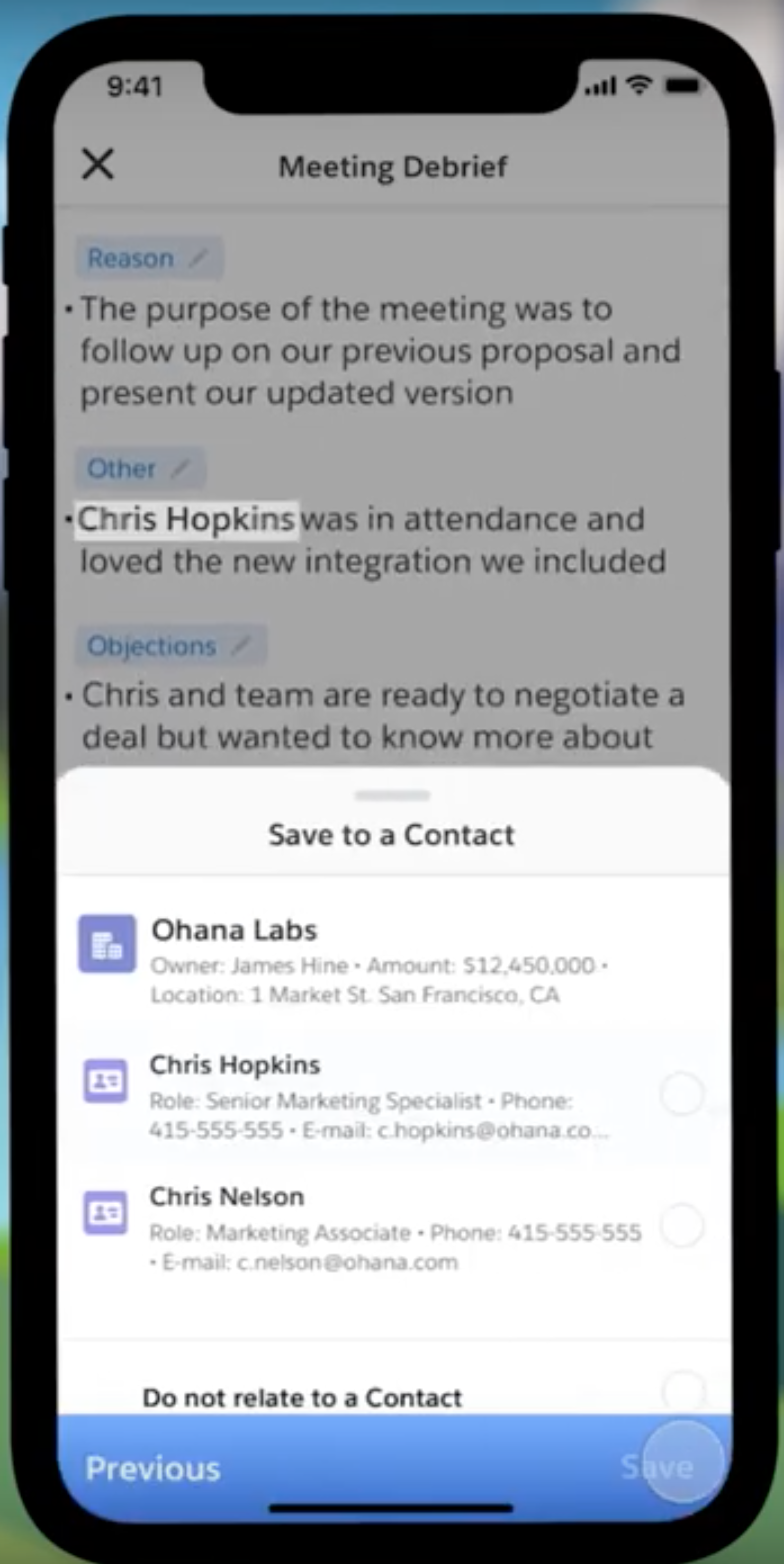 9:41
Meeting Debrief
Reason
• The purpose of the meeting was to
follow up on our previous proposal and
present our updated version
Other
• Chris Hopkins was in attendance and
loved the new integration we included
Objections
• Chris and team are ready to negotiate a
deal but wanted to know more about
Save to a Contact
Ohana Labs
Owner: James Hine • Amount: $12,450,000 •
Location: 1 Market St. San Francisco, CA
Chris Hopkins
Role: Senior Marketing Specialist • Phone:
415-555-555 • E-mail: c.hopkins@ohana.co...
Chris Nelson
Role: Marketing Associate • Phone: 415-555-555
• E-mail: c.nelson@ohana.com
Do not relate to a Contact
Previous
Save